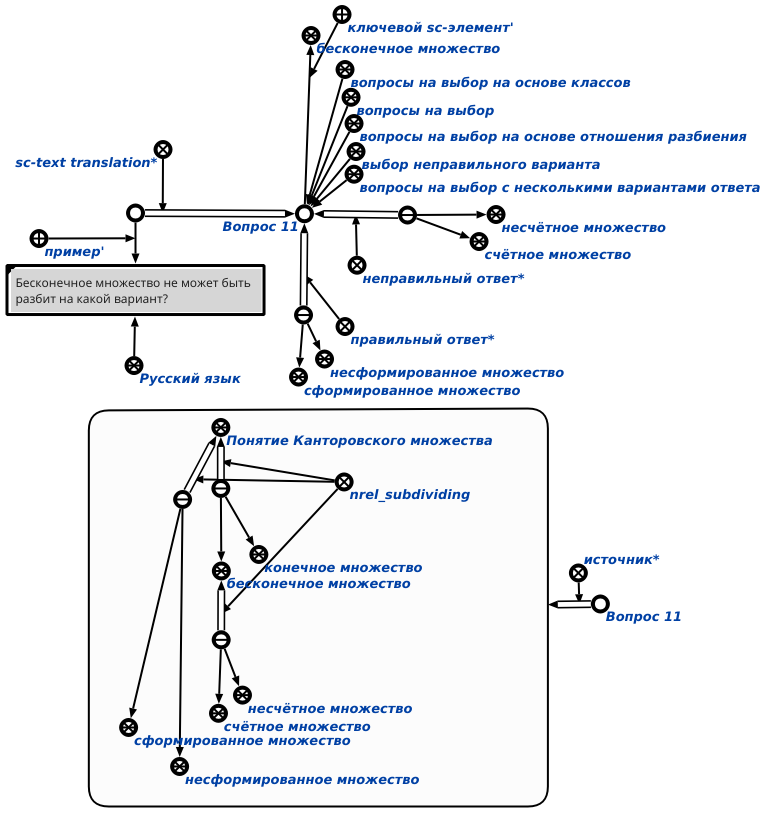 ключевой sc-элемент'
бесконечное множество
вопросы на выбор на основе классов
вопросы на выбор
вопросы на выбор на основе отношения разбиения
sc-text translation*
выбор неправильного варианта
вопросы на выбор с несколькими вариантами ответа
Вопрос 11
несчётное множество
пример'
счётное множество
неправильный ответ*
Бесконечное множество не может быть
разбит на какой вариант?
правильный ответ*
Русский язык
несформированное множество
сформированное множество
Понятие Канторовского множества
nrel_subdividing
источник*
конечное множество
бесконечное множество
Вопрос 11
несчётное множество
счётное множество
сформированное множество
несформированное множество